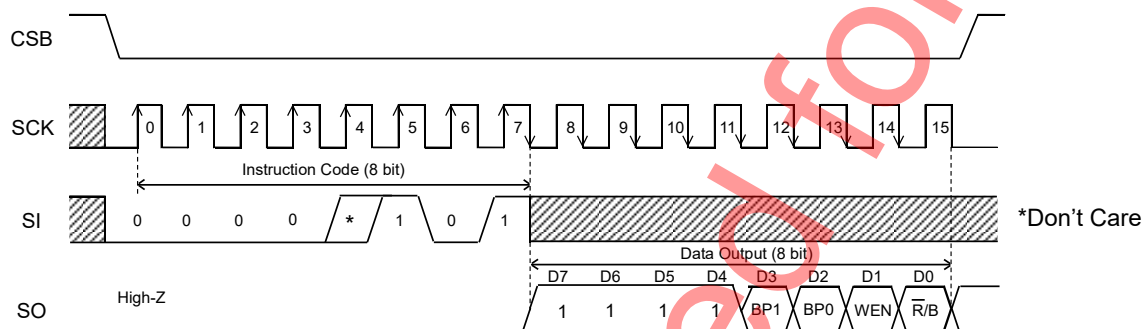 CSB
SCK 0 1 2 3 4 5 6 7 8 9 10 11 12 13 14 15
Instruction Code (8 bit)
SI 0 0 0 0 * 1 0 1 *Don't Care
Data Output (8 bit)
D7 D6 D5 D4 D3 D2 D1 D0
SO High-Z 1 1 1 1 BP1 BP0 WEN R̅/B
ed for